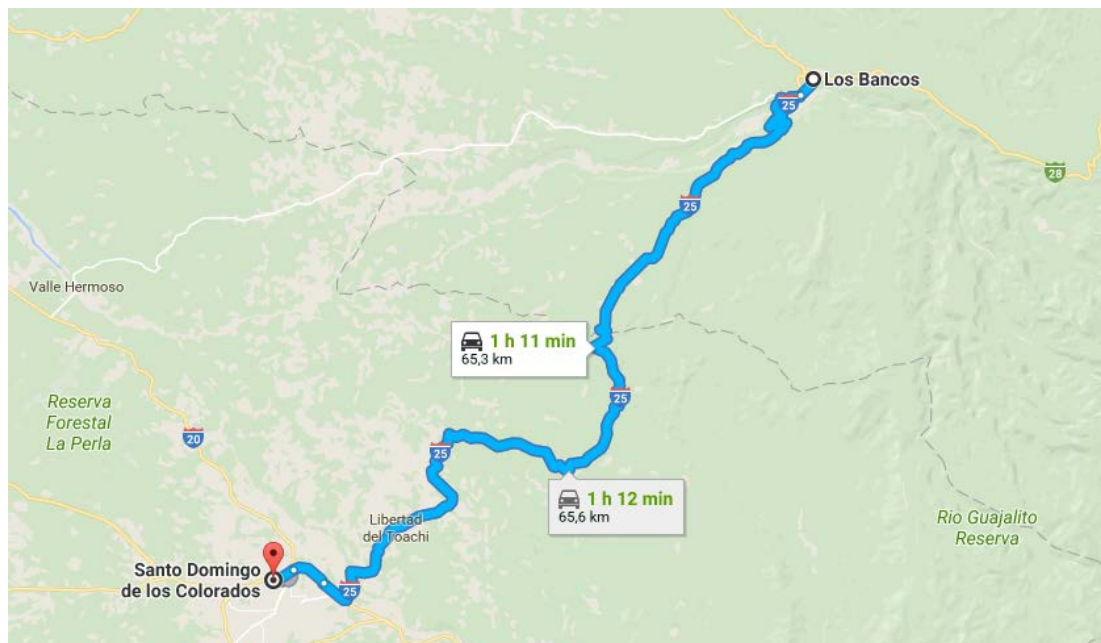 Los Bancos
25
28
25
Valle Hermoso
1 h 11 min
65,3 km
25
Reserva
Forestal
La Perla
20
25
1 h 12 min
65,6 km
Libertad
del Toachi
Rio Guajalito
Reserva
Santo Domingo
de los Colorados
25